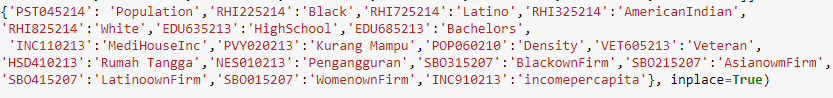 {'PST045214': 'Population','RHI225214':'Black','RHI725214':'Latino','RHI325214':'AmericanIndian',
'RHI825214':'White','EDU635213':'HighSchool','EDU685213':'Bachelors',
'INC110213':'MediHouseInc','PVY020213':'Kurang Mampu','POP060210':'Density','VET605213':'Veteran',
'HSD410213':'Rumah Tangga','NES010213':'Pengangguran','SBO315207':'BlackownFirm','SBO215207':'AsianowmFirm',
'SBO415207':'LatinoownFirm','SBO015207':'WomenownFirm','INC910213':'incomepercapita'}, inplace=True)